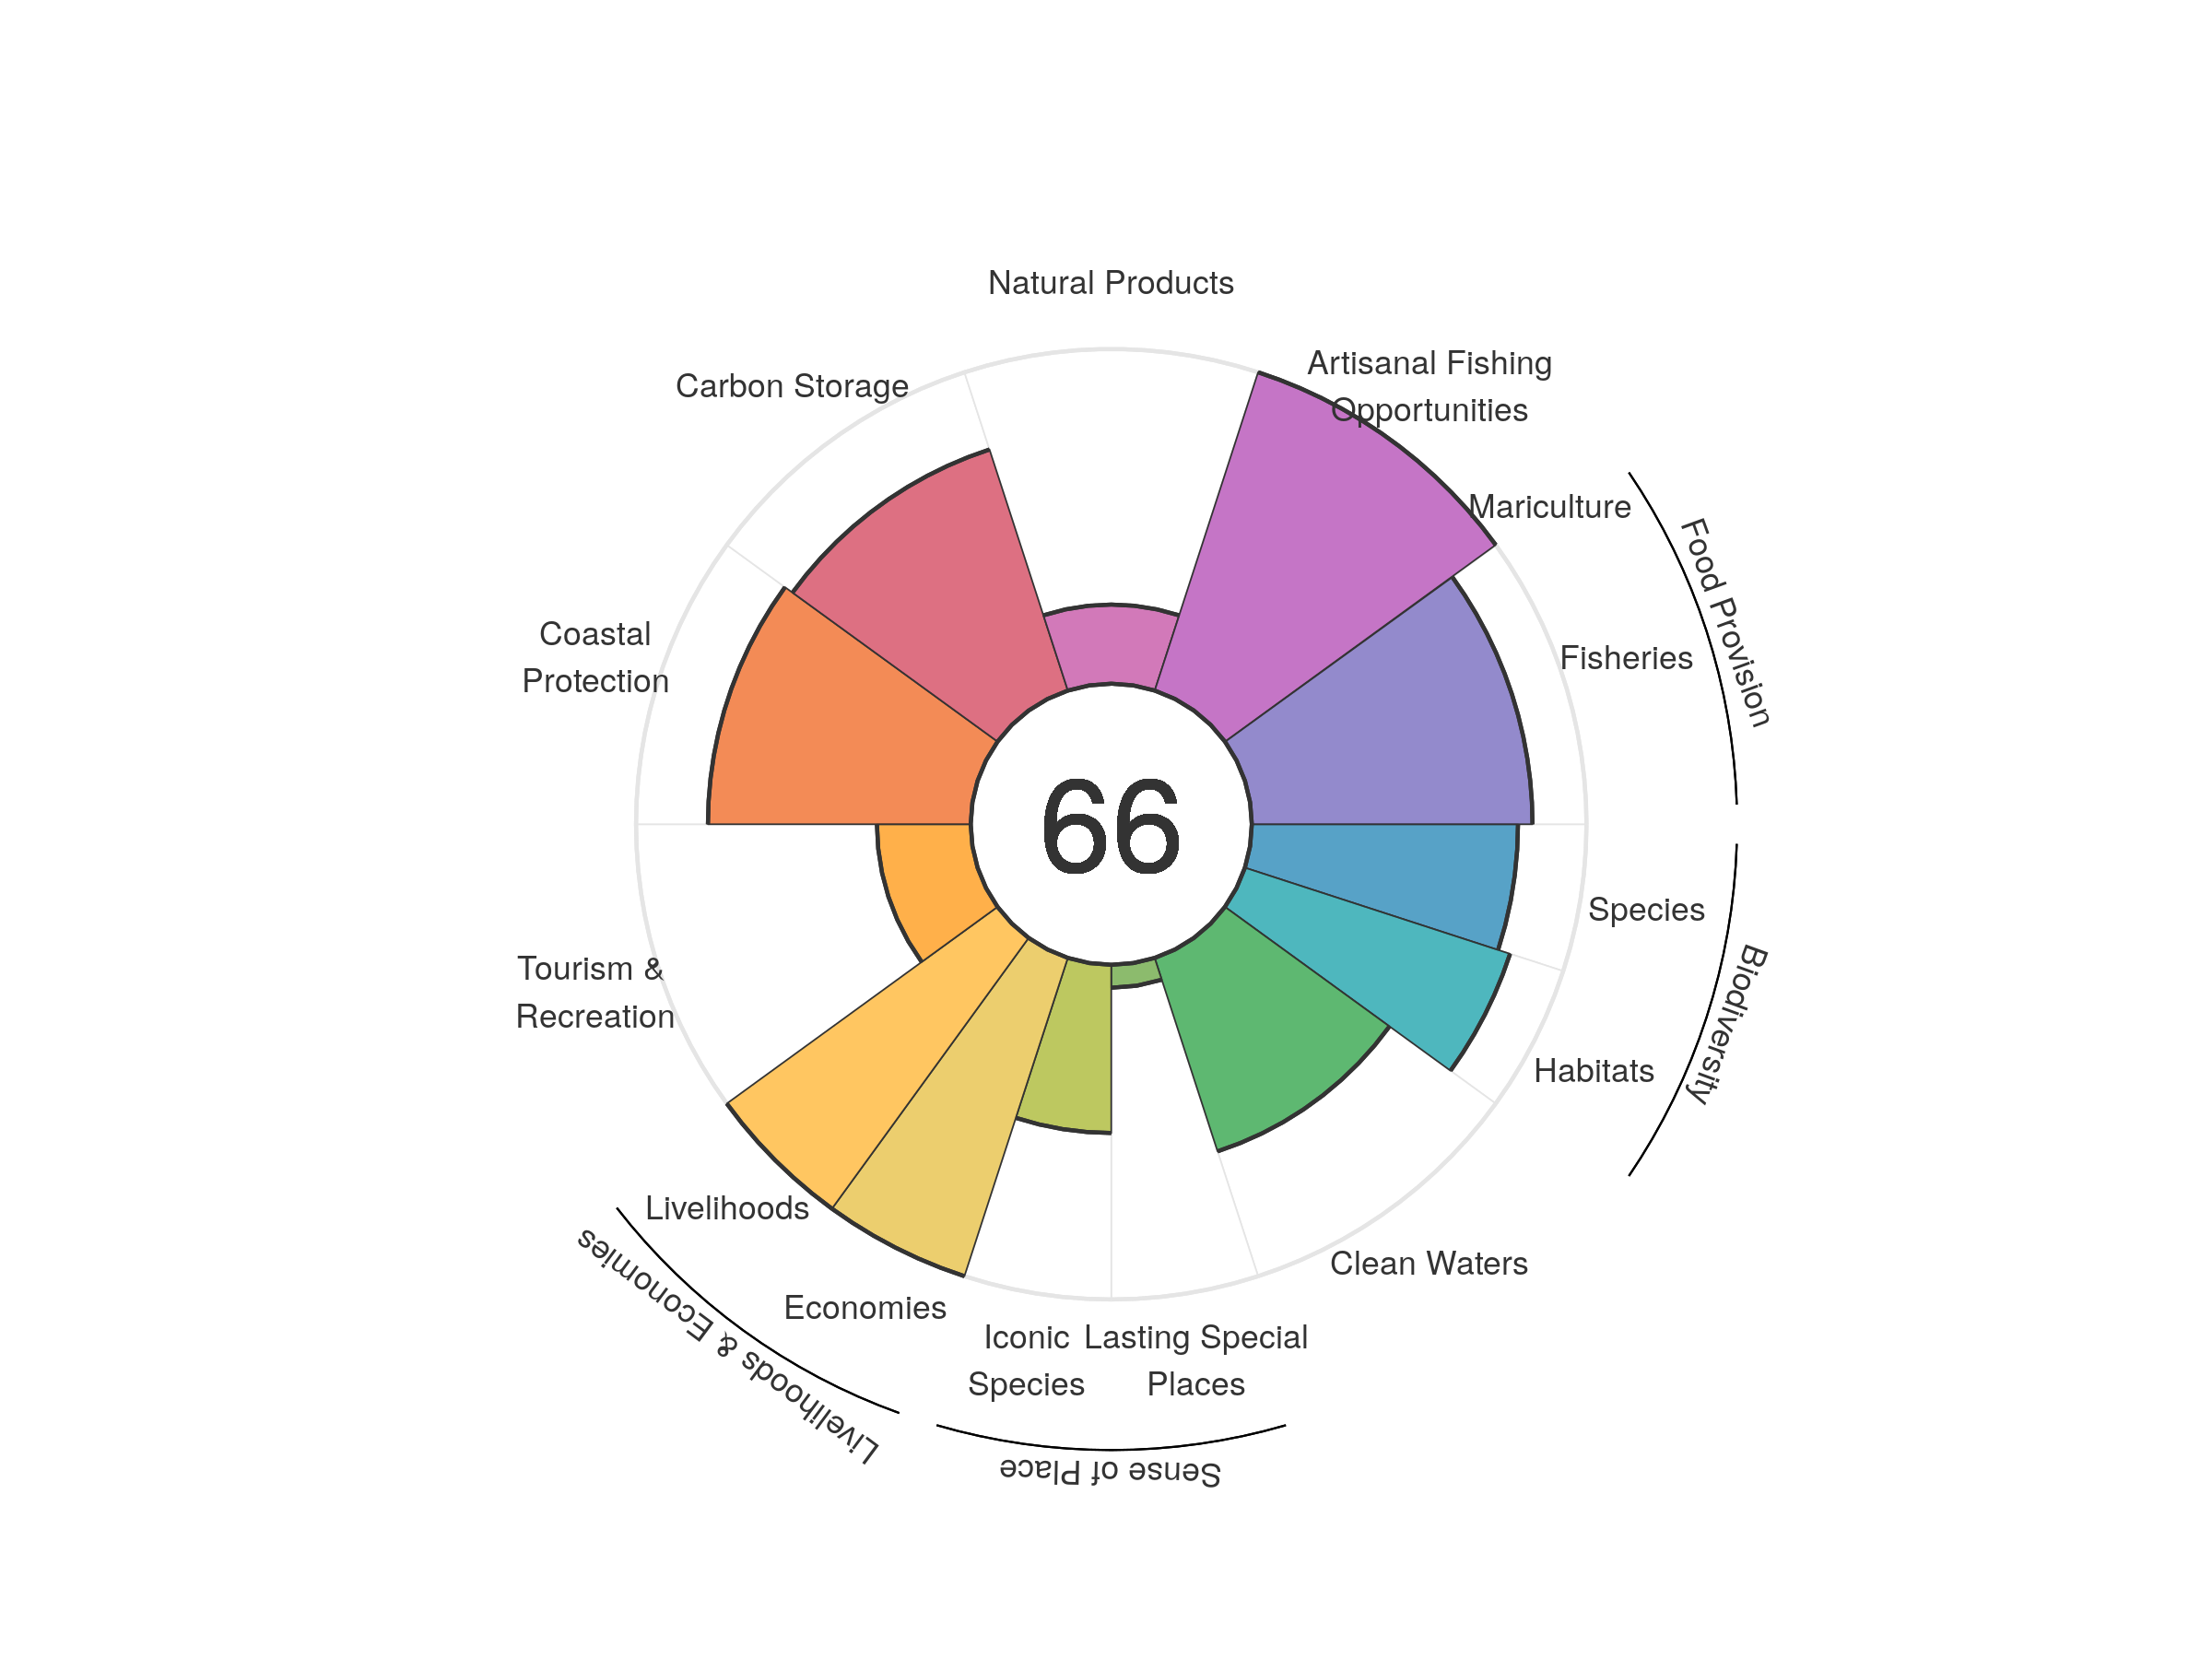 Natural Products
Artisanal Fishing
Opportunities
Carbon Storage
Mariculture
Food Provision
Coastal
Protection
Fisheries
66
Species
Biodiversity
Tourism &
Recreation
Habitats
Livelihoods
Clean Waters
Livelihoods & Economies
Economies
Iconic
Species
Lasting Special
Places
Sense of Place